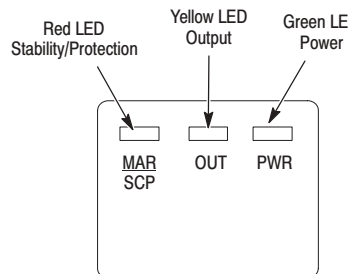 Red LED
Stability/Protection
Yellow LED
Output
Green LE
Power
MAR
SCP
OUT
PWR